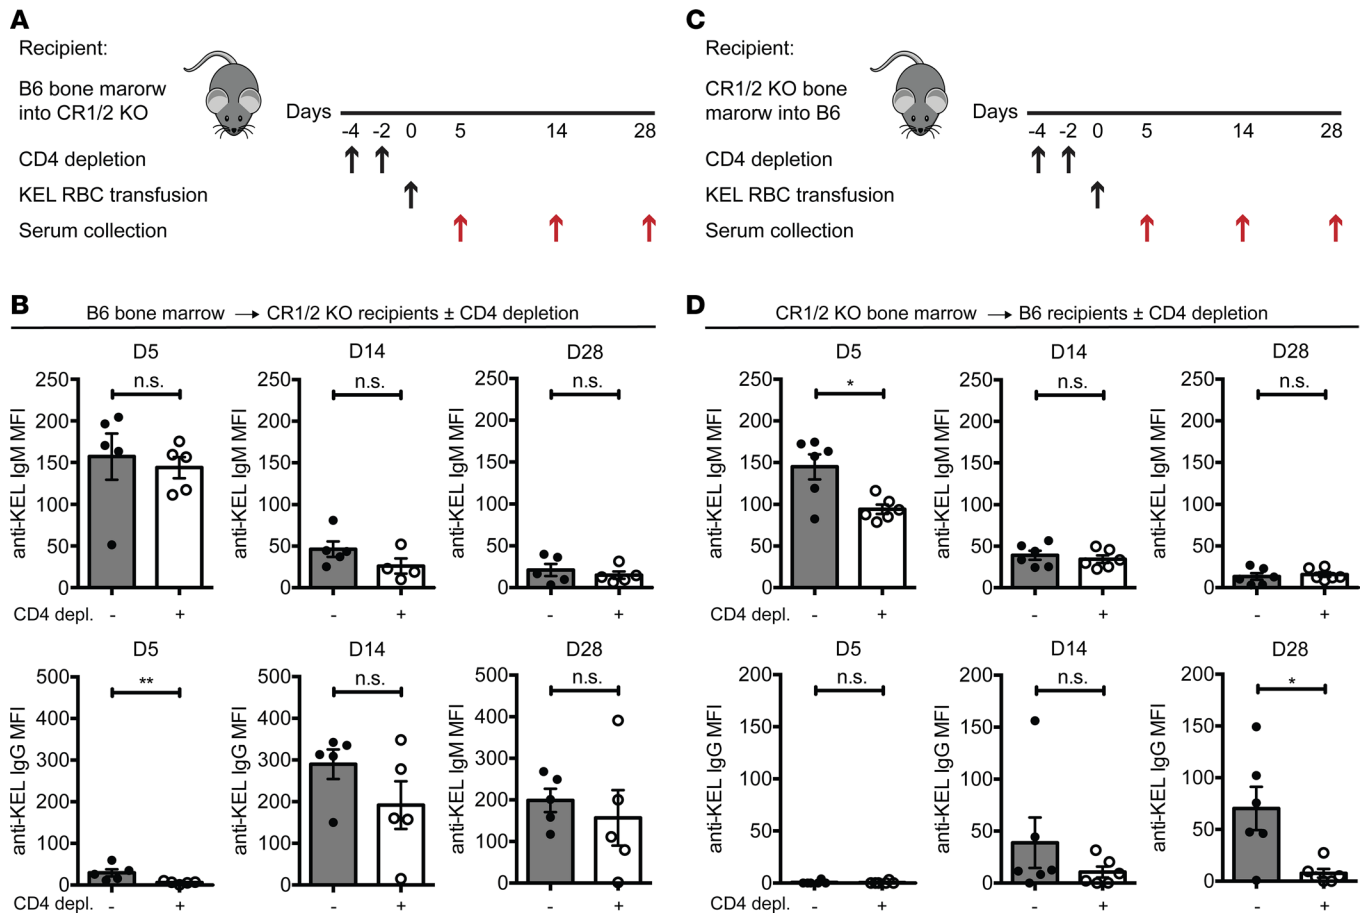 A
Recipient:
B6 bone marorw
into CR1/2 KO
Days
-4 -2 0 5 14 28
CD4 depletion
KEL RBC transfusion
Serum collection
C
Recipient:
CR1/2 KO bone
marorw into B6
Days
-4 -2 0 5 14 28
CD4 depletion
KEL RBC transfusion
Serum collection
B
B6 bone marrow → CR1/2 KO recipients ± CD4 depletion
D5
anti-KEL IgM MFI
250
200
150
100
50
0
n.s.
CD4 depl. - +
D14
anti-KEL IgM MFI
250
200
150
100
50
0
n.s.
- +
D28
anti-KEL IgM MFI
250
200
150
100
50
0
n.s.
- +
D5
anti-KEL IgG MFI
500
400
300
200
100
0
**
CD4 depl. - +
D14
anti-KEL IgG MFI
500
400
300
200
100
0
n.s.
- +
D28
anti-KEL IgM MFI
500
400
300
200
100
0
n.s.
- +
D
CR1/2 KO bone marrow → B6 recipients ± CD4 depletion
D5
anti-KEL IgM MFI
250
200
150
100
50
0
*
CD4 depl. - +
D14
anti-KEL IgM MFI
250
200
150
100
50
0
n.s.
- +
D28
anti-KEL IgM MFI
250
200
150
100
50
0
n.s.
- +
D5
anti-KEL IgG MFI
200
150
100
50
0
n.s.
CD4 depl. - +
D14
anti-KEL IgG MFI
200
150
100
50
0
n.s.
- +
D28
anti-KEL IgG MFI
200
150
100
50
0
*
- +